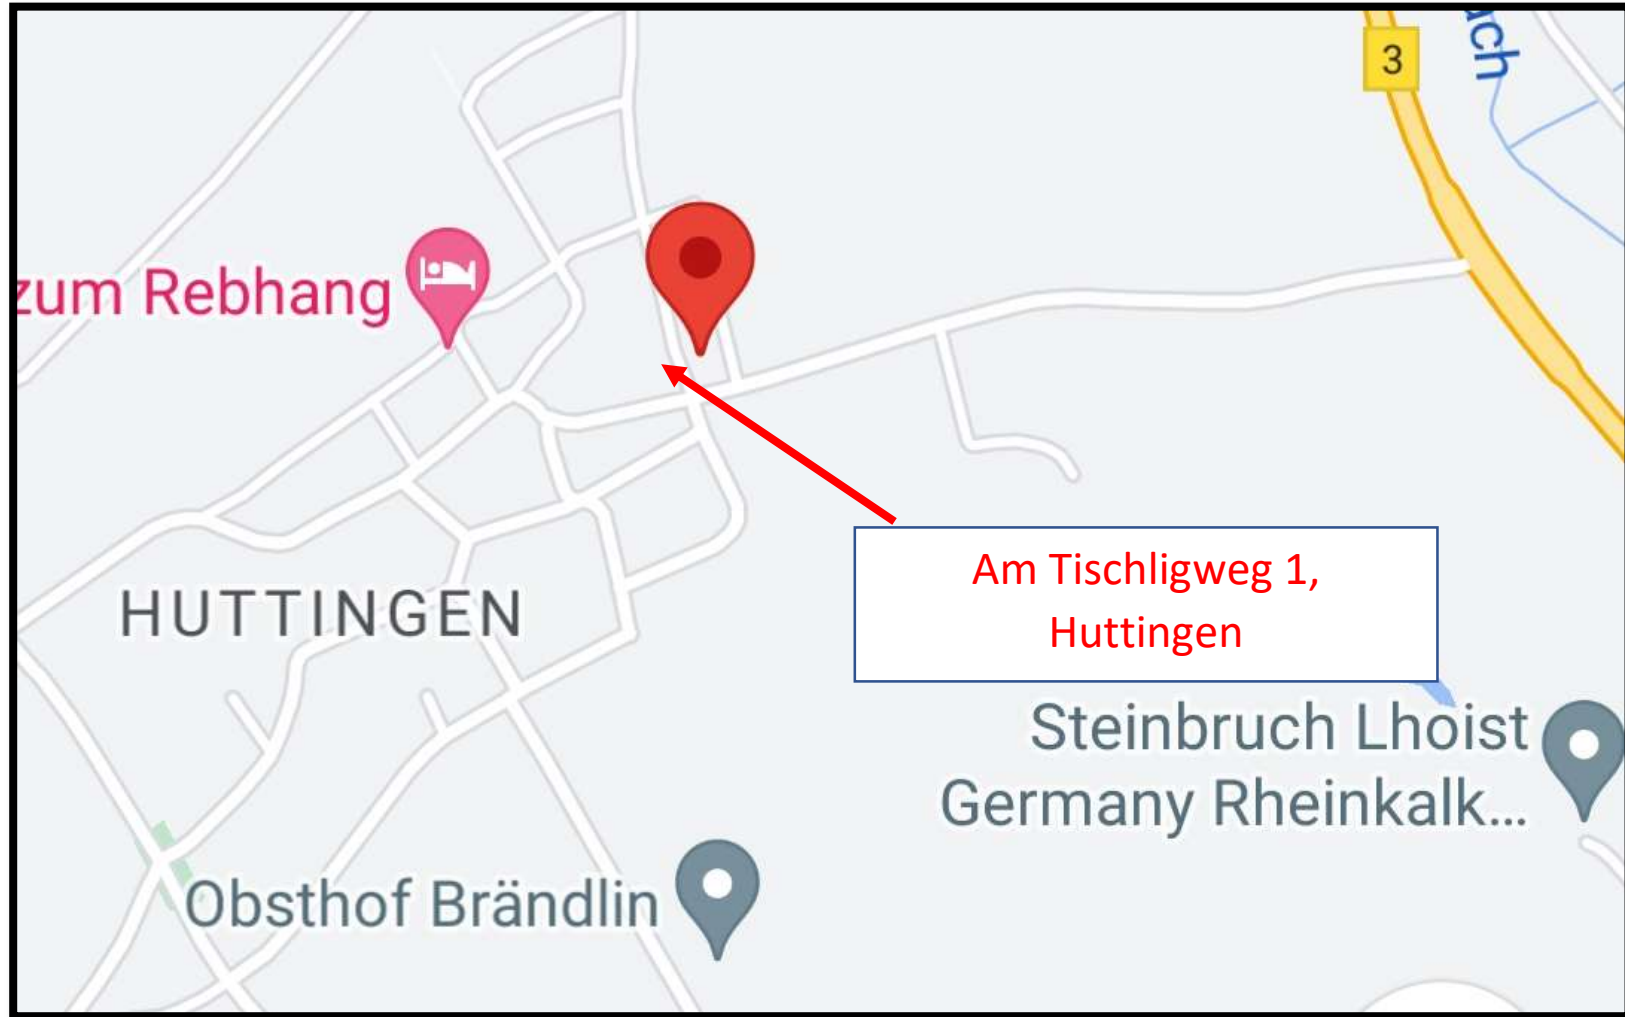 3
ach
zum Rebhang
Am Tischligweg 1,
Huttingen
HUTTINGEN
Steinbruch Lhoist
Germany Rheinkalk...
Obsthof Brändlin